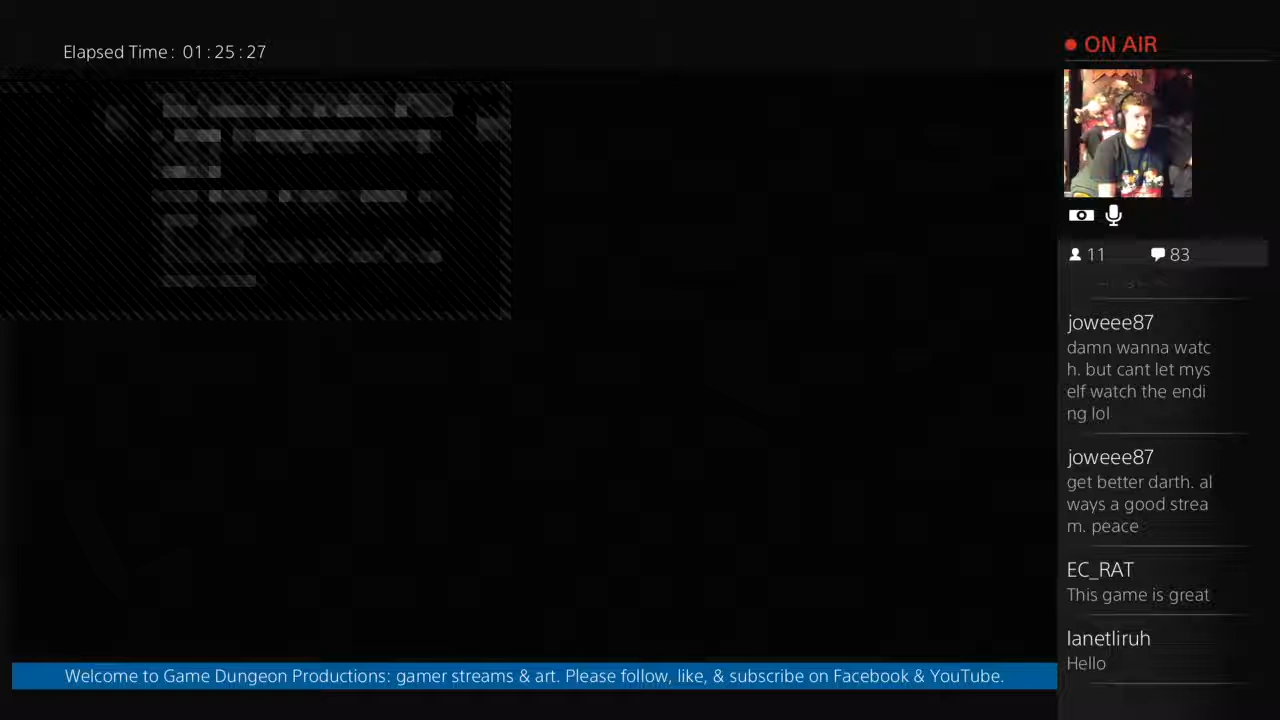 Elapsed Time: 01:25:27
ON AIR
11 83
joweee87
damn wanna watc
h. but cant let mys
elf watch the endi
ng lol
joweee87
get better darth. al
ways a good strea
m. peace
EC_RAT
This game is great
lanetliruh
Hello
Welcome to Game Dungeon Productions: gamer streams & art. Please follow, like, & subscribe on Facebook & YouTube.